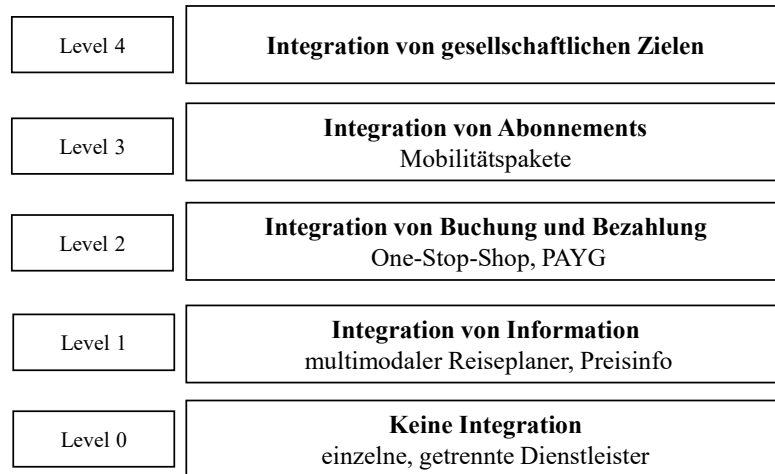 Level 4
Integration von gesellschaftlichen Zielen
Level 3
Integration von Abonnements
Mobilitätspakete
Level 2
Integration von Buchung und Bezahlung
One-Stop-Shop, PAYG
Level 1
Integration von Information
multimodaler Reiseplaner, Preisinfo
Level 0
Keine Integration
einzelne, getrennte Dienstleister